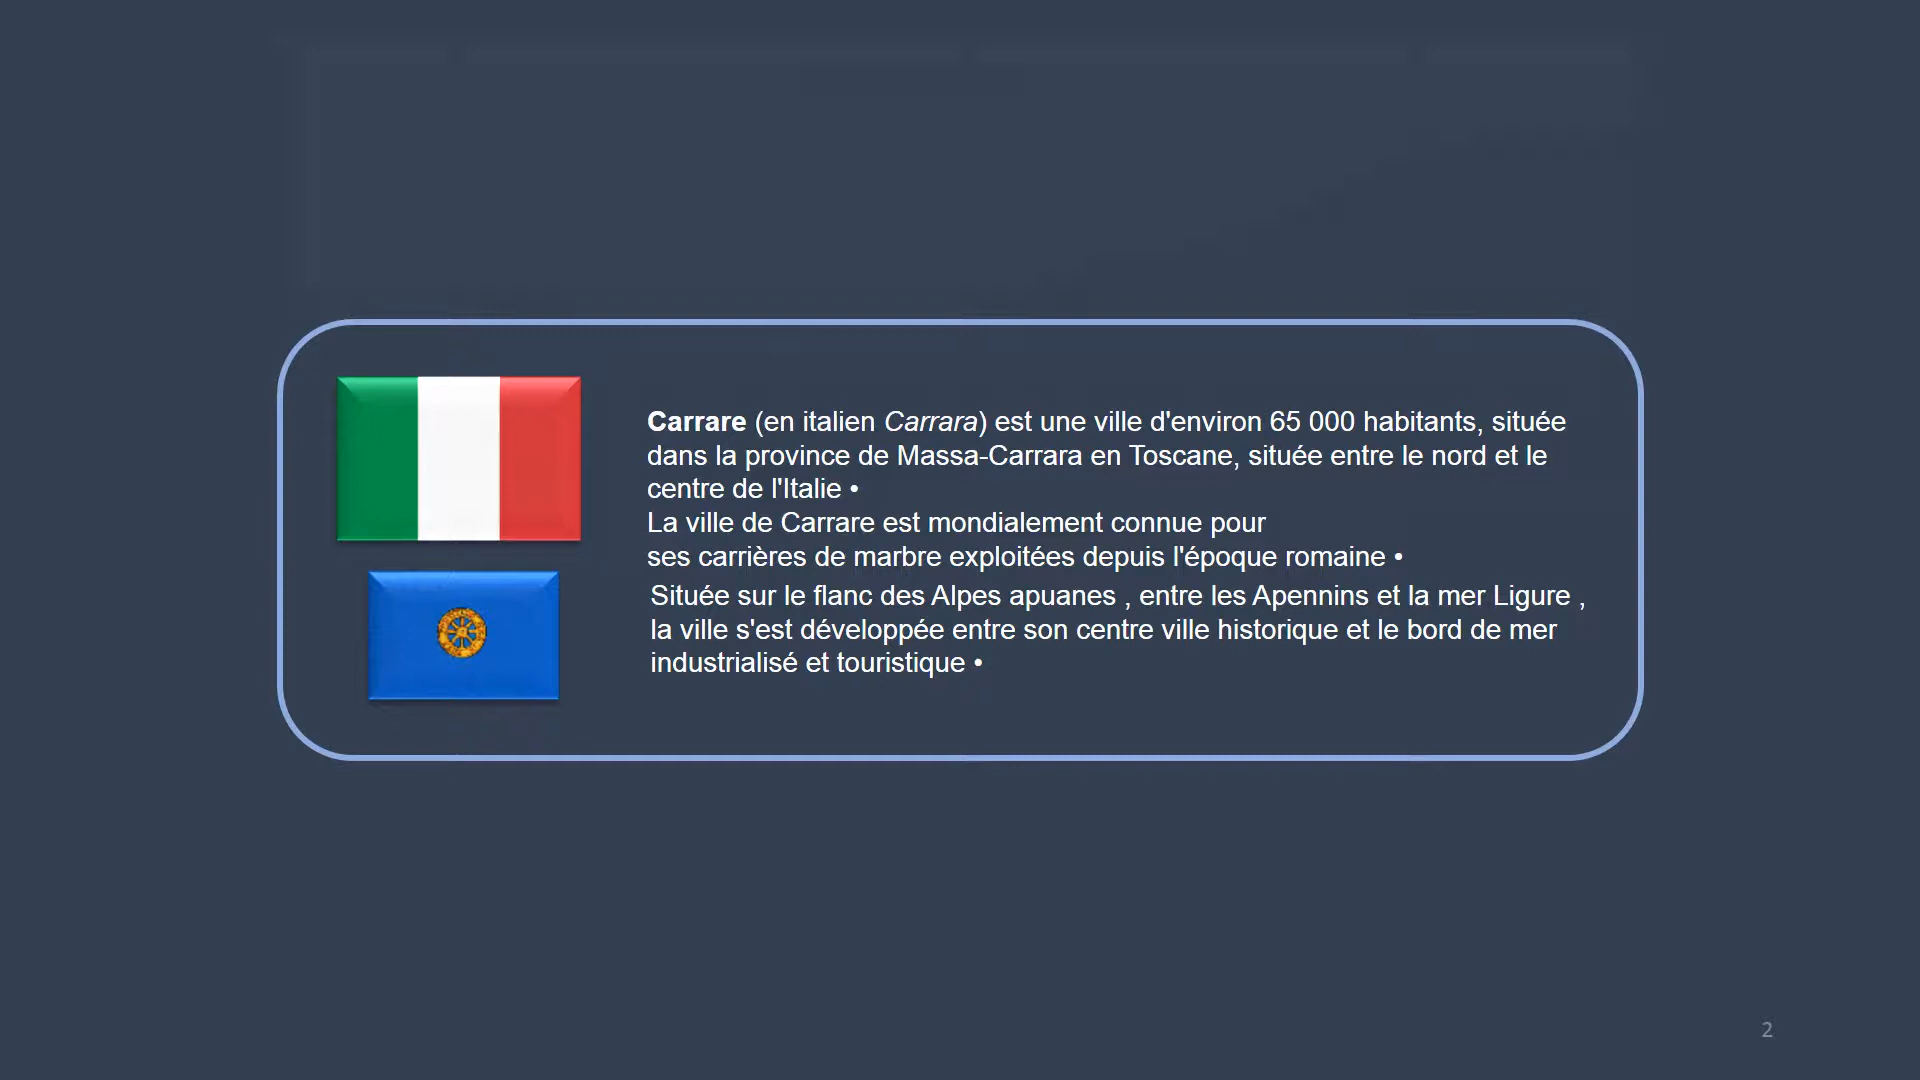 Carrare (en italien Carrara) est une ville d'environ 65 000 habitants, située
dans la province de Massa-Carrara en Toscane, située entre le nord et le
centre de l'Italie •
La ville de Carrare est mondialement connue pour
ses carrières de marbre exploitées depuis l'époque romaine •
Située sur le flanc des Alpes apuanes , entre les Apennins et la mer Ligure ,
la ville s'est développée entre son centre ville historique et le bord de mer
industrialisé et touristique •
2